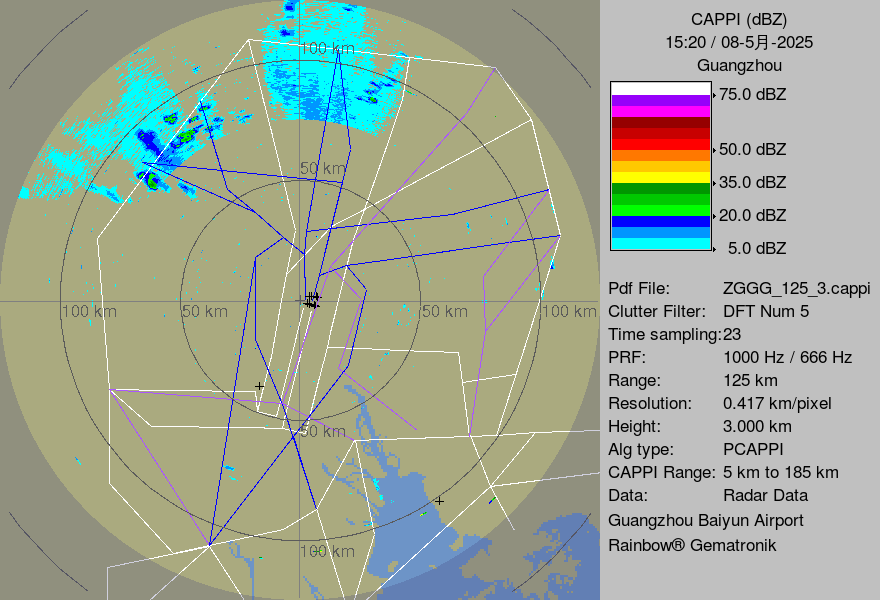 CAPPI (dBZ)
15:20 / 08-5月-2025
Guangzhou
75.0 dBZ
50.0 dBZ
35.0 dBZ
20.0 dBZ
5.0 dBZ
Pdf File: ZGGG_125_3.cappi
Clutter Filter: DFT Num 5
Time sampling:23
PRF: 1000 Hz / 666 Hz
Range: 125 km
Resolution: 0.417 km/pixel
Height: 3.000 km
Alg type: PCAPPI
CAPPI Range: 5 km to 185 km
Data: Radar Data
Guangzhou Baiyun Airport
Rainbow® Gematronik
100 km
50 km
100 km
50 km
50 km
100 km
50 km
100 km